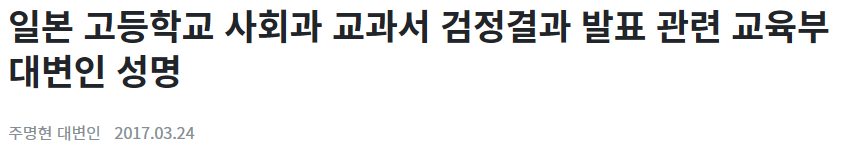 일본 고등학교 사회과 교과서 검정결과 발표 관련 교육부
대변인 성명
주명현 대변인 2017.03.24